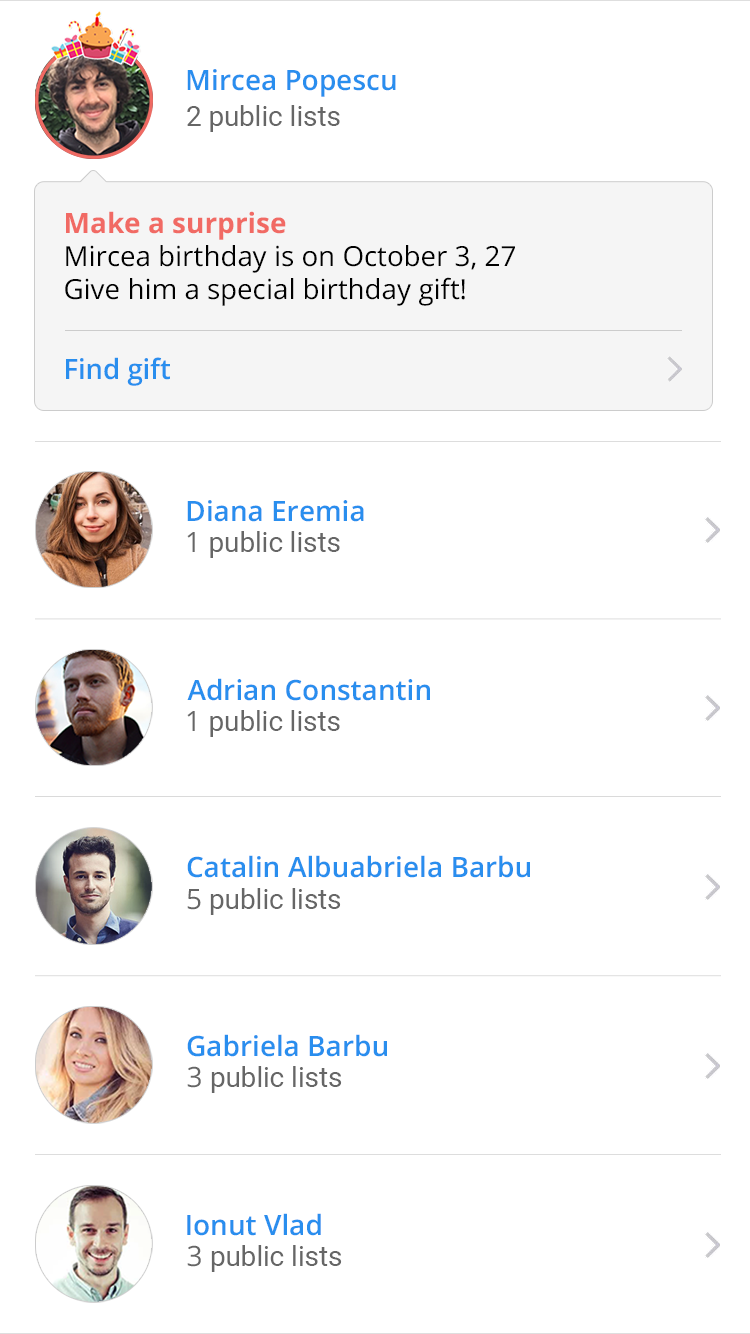 Mircea Popescu
2 public lists
Make a surprise
Mircea birthday is on October 3, 27
Give him a special birthday gift!
Find gift
Diana Eremia
1 public lists
Adrian Constantin
1 public lists
Catalin Albuabriela Barbu
5 public lists
Gabriela Barbu
3 public lists
Ionut Vlad
3 public lists